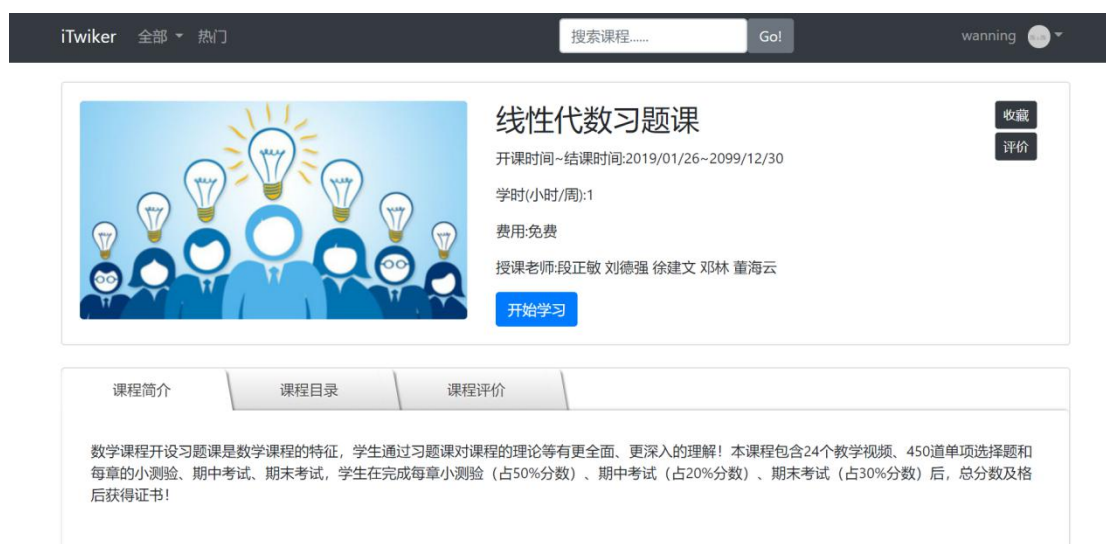 iTwiker 全部 热门 搜索课程...... Go! wanning
线性代数习题课
收藏
评价
开课时间~结课时间:2019/01/26~2099/12/30
学时(小时/周):1
费用:免费
授课老师:段正敏 刘德强 徐建文 邓林 董海云
开始学习
课程简介 课程目录 课程评价
数学课程开设习题课是数学课程的特征，学生通过习题课对课程的理论等有更全面、更深入的理解！本课程包含24个教学视频、450道单项选择题和
每章的小测验、期中考试、期末考试，学生在完成每章小测验（占50%分数）、期中考试（占20%分数）、期末考试（占30%分数）后，总分数及格
后获得证书！